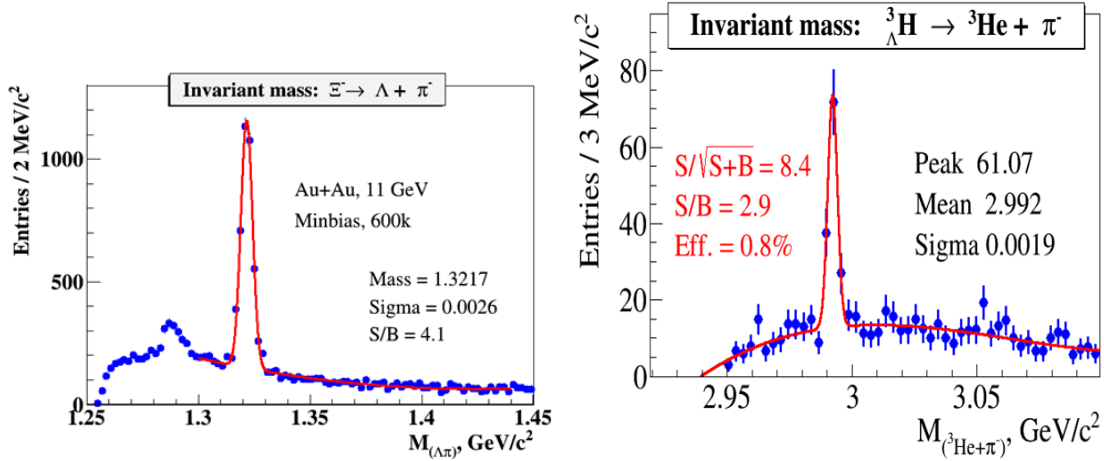 Invariant mass: Ξ⁻→ Λ + π⁻
Entries / 2 MeV/c²
1000
500
0
Au+Au, 11 GeV
Minbias, 600k
Mass = 1.3217
Sigma = 0.0026
S/B = 4.1
1.25 1.3 1.35 1.4 1.45
M(Λπ), GeV/c²
Invariant mass: ³ΛH → ³He + π⁻
Entries / 3 MeV/c²
80
60
40
20
0
S/√S+B = 8.4
S/B = 2.9
Eff. = 0.8%
Peak 61.07
Mean 2.992
Sigma 0.0019
2.95 3 3.05
M(³He+π⁻), GeV/c²